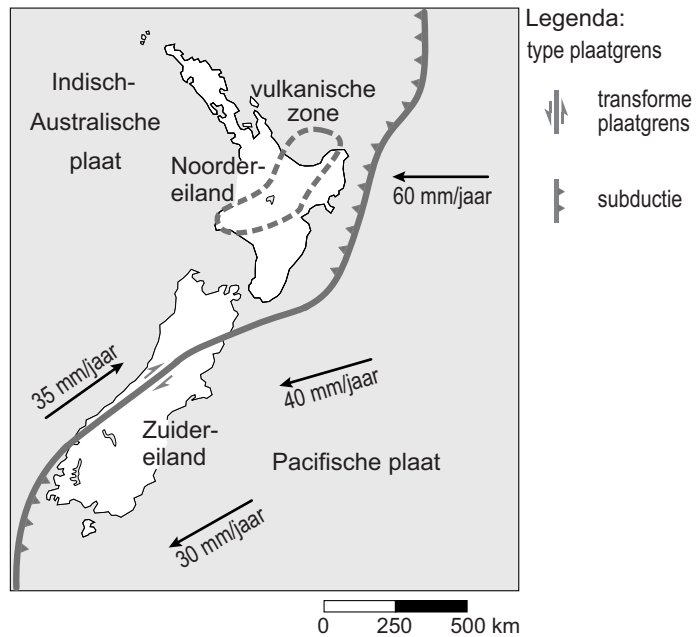 Indisch-
Australische
plaat
vulkanische
zone
Noorder-
eiland
60 mm/jaar
35 mm/jaar
40 mm/jaar
Zuider-
eiland
Pacifische plaat
30 mm/jaar
0 250 500 km
Legenda:
type plaatgrens
transforme
plaatgrens
subductie